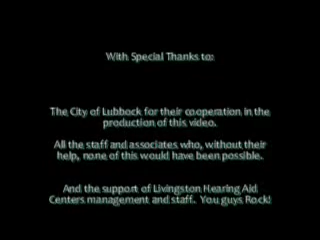 With Special Thanks to:
The City of Lubbock for their cooperation in the
production of this video.
All the staff and associates who, without their
help, none of this would have been possible.
And the support of Livingston Hearing Aid
Centers management and staff. You guys Rock!